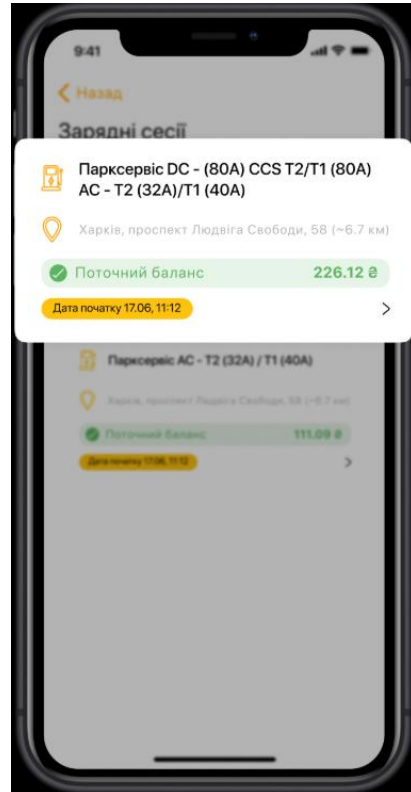 9:41
Назад
Зарядні сесії
Парксервіс DC - (80A) CCS T2/T1 (80A)
AC - T2 (32A)/T1 (40A)
Харків, проспект Людвіга Свободи, 58 (~6.7 км)
Поточний баланс 226.12 ₴
Дата початку 17.06, 11:12
Парксервіс AC - T2 (32A) / T1 (40A)
Харків, проспект Людвіга Свободи, 58 (~6.7 км)
Поточний баланс 111.09 ₴
Дата початку 17.06, 11:12